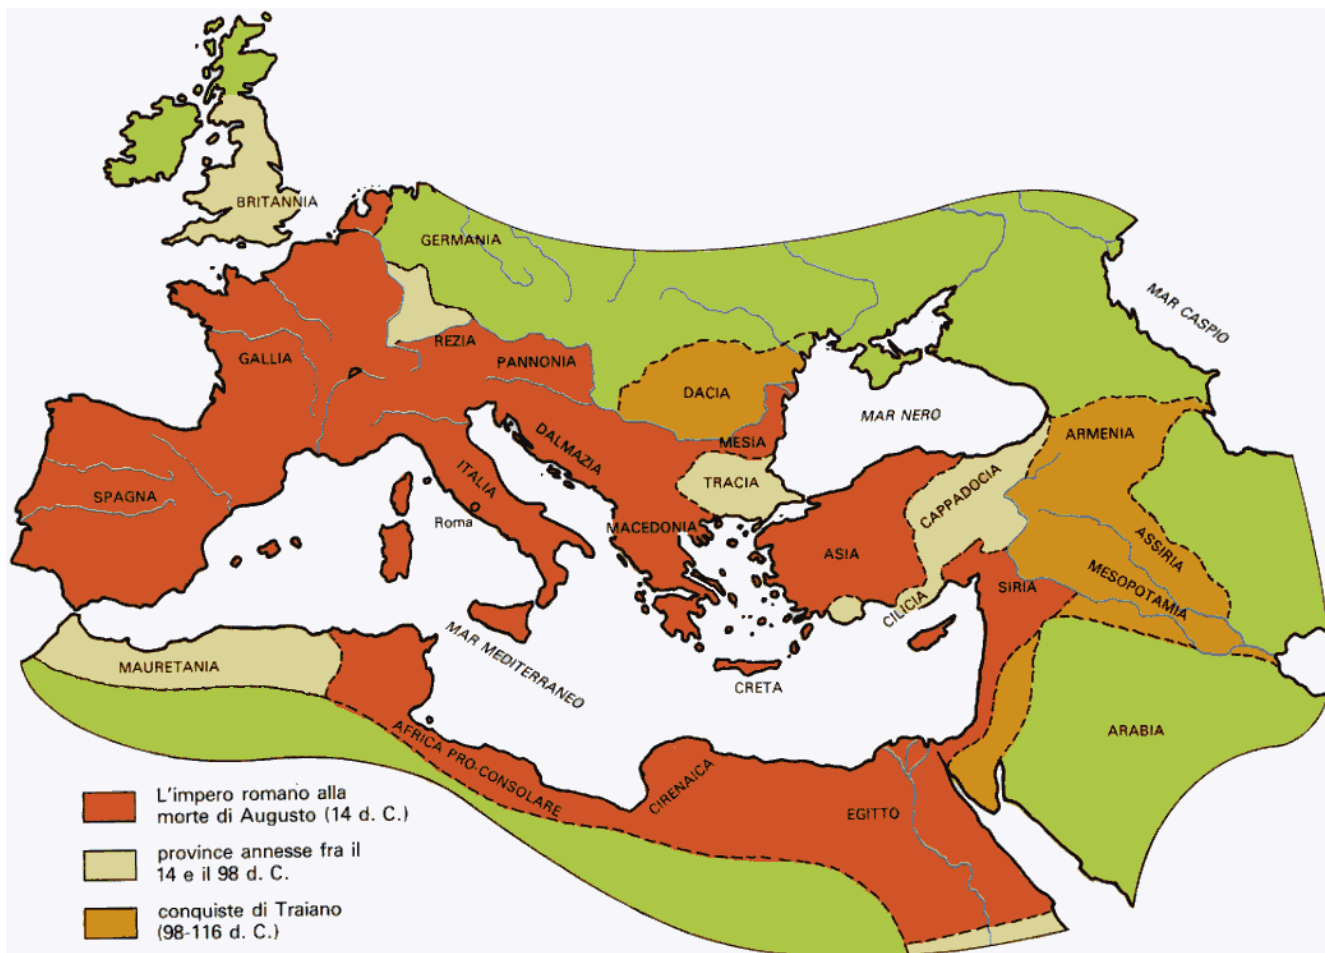 BRITANNIA
GERMANIA
MAR CASPIO
REZIA
GALLIA
PANNONIA
DACIA
MAR NERO
MESIA
ARMENIA
DALMAZIA
ITALIA
SPAGNA
TRACIA
CAPPADOCIA
Roma
MACEDONIA
ASIA
ASSIRIA
MESOPOTAMIA
SIRIA
CILICIA
MAURETANIA
MAR MEDITERRANEO
CRETA
ARABIA
AFRICA PRO-CONSOLARE
CIRENAICA
EGITTO
L'impero romano alla
morte di Augusto (14 d. C.)
province annesse fra il
14 e il 98 d. C.
conquiste di Traiano
(98-116 d. C.)